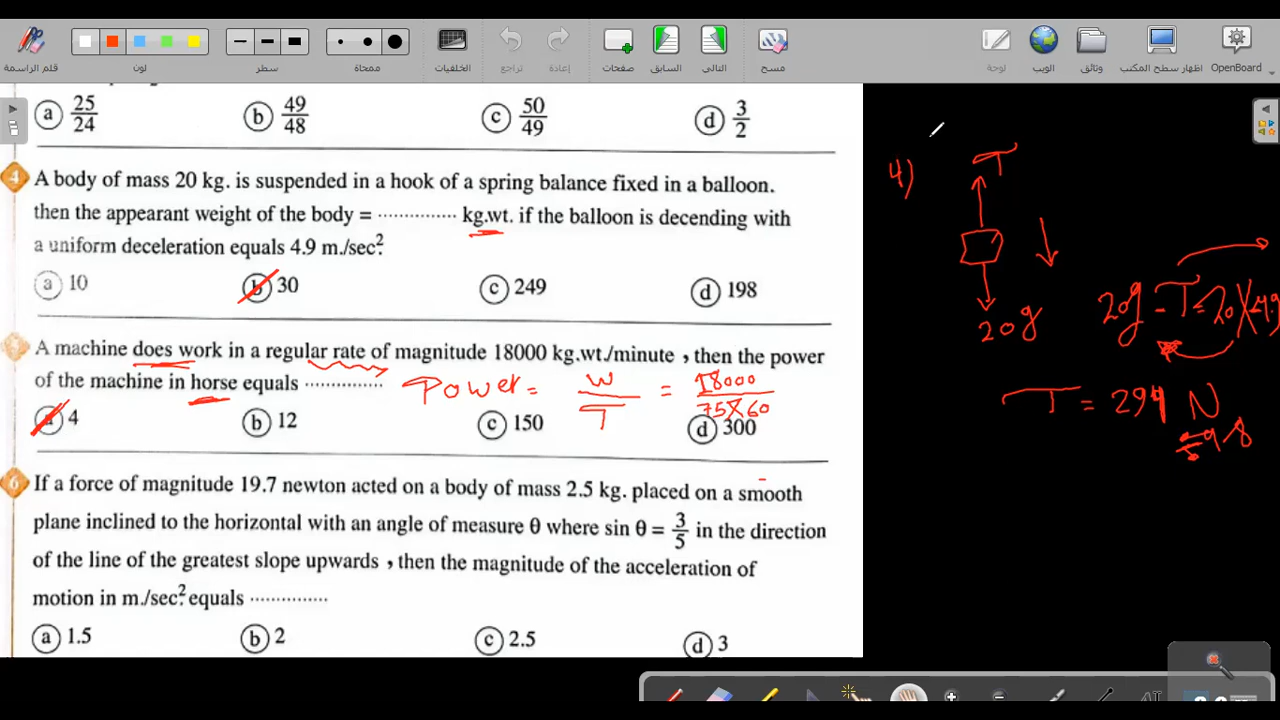 قلم الراسمة
لون
سطر
ممحاة
الخلفيات
تراجع
إعادة
صفحات
السابق
التالى
مسح
لوحة
الويب
وثائق
اظهار سطح المكتب
OpenBoard
a 25/24 b 49/48 c 50/49 d 3/2
4 A body of mass 20 kg. is suspended in a hook of a spring balance fixed in a balloon.
then the appearant weight of the body = ............... kg.wt. if the balloon is decending with
a uniform deceleration equals 4.9 m./sec².
a 10 b 30 c 249 d 198
A machine does work in a regular rate of magnitude 18000 kg.wt./minute , then the power
of the machine in horse equals ...............
Power = W/T = 18000/75X60
a 4 b 12 c 150 d 300
6 If a force of magnitude 19.7 newton acted on a body of mass 2.5 kg. placed on a smooth
plane inclined to the horizontal with an angle of measure θ where sin θ = 3/5 in the direction
of the line of the greatest slope upwards , then the magnitude of the acceleration of
motion in m./sec². equals ...............
a 1.5 b 2 c 2.5 d 3
4)
T
20g
20g - T = 20X-4.9
T = 294 N
9.8